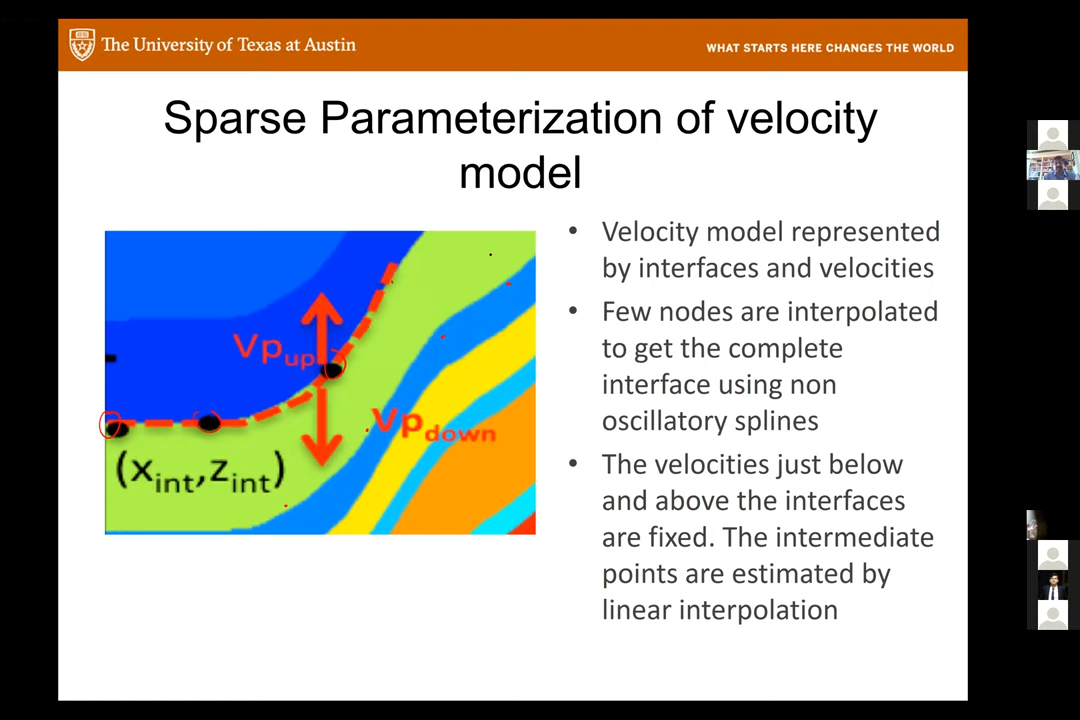 The University of Texas at Austin
WHAT STARTS HERE CHANGES THE WORLD
Sparse Parameterization of velocity
model
Vp_up
Vp_down
(x_int,z_int)
• Velocity model represented
by interfaces and velocities
• Few nodes are interpolated
to get the complete
interface using non
oscillatory splines
• The velocities just below
and above the interfaces
are fixed. The intermediate
points are estimated by
linear interpolation